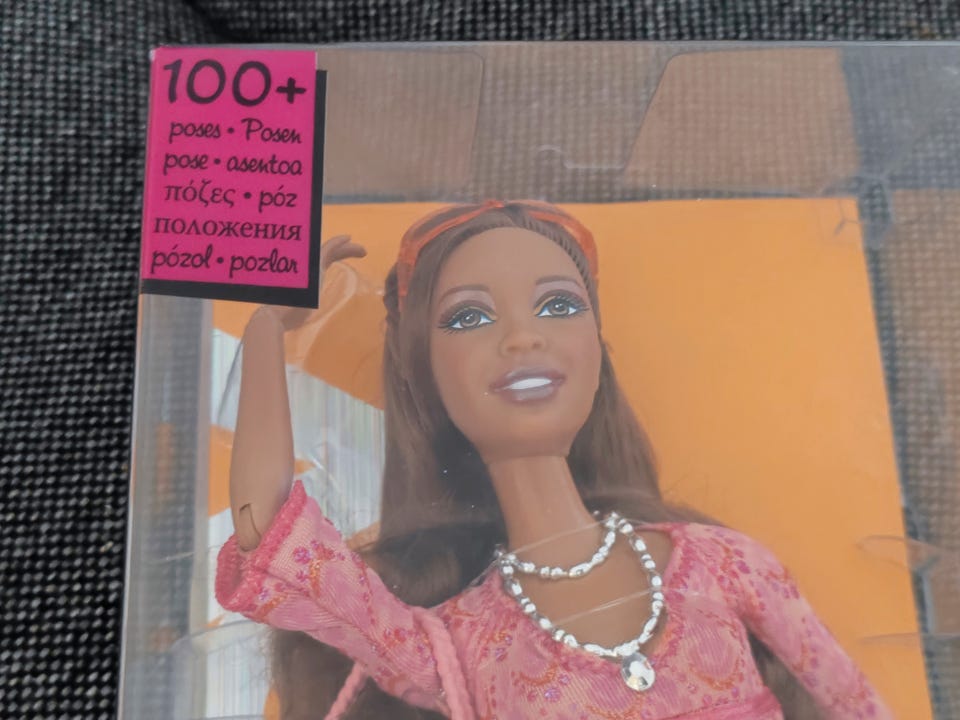 100+
poses • Posen
pose • asentoa
πόζες • póz
положения
pózol • pozlar